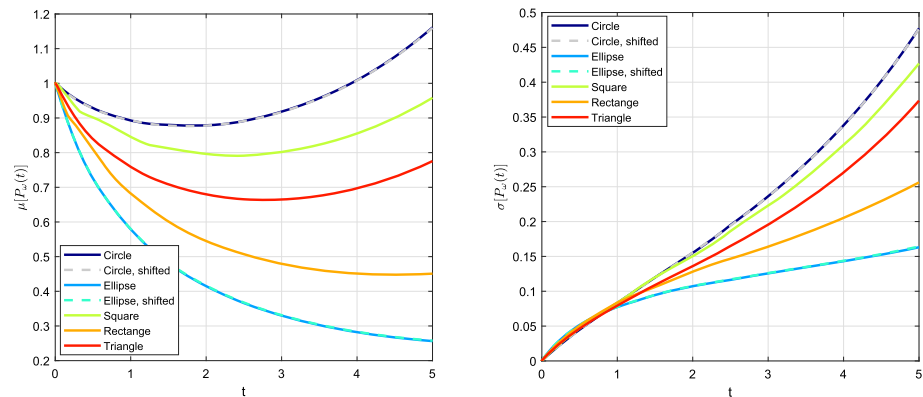 1.2
1.1
1
0.9
0.8
0.7
0.6
0.5
0.4
0.3
0.2
μ[P_ω(t)]
Circle
Circle, shifted
Ellipse
Ellipse, shifted
Square
Rectange
Triangle
0 1 2 3 4 5
t
0.5
0.45
0.4
0.35
0.3
0.25
0.2
0.15
0.1
0.05
0
σ[P_ω(t)]
Circle
Circle, shifted
Ellipse
Ellipse, shifted
Square
Rectange
Triangle
0 1 2 3 4 5
t